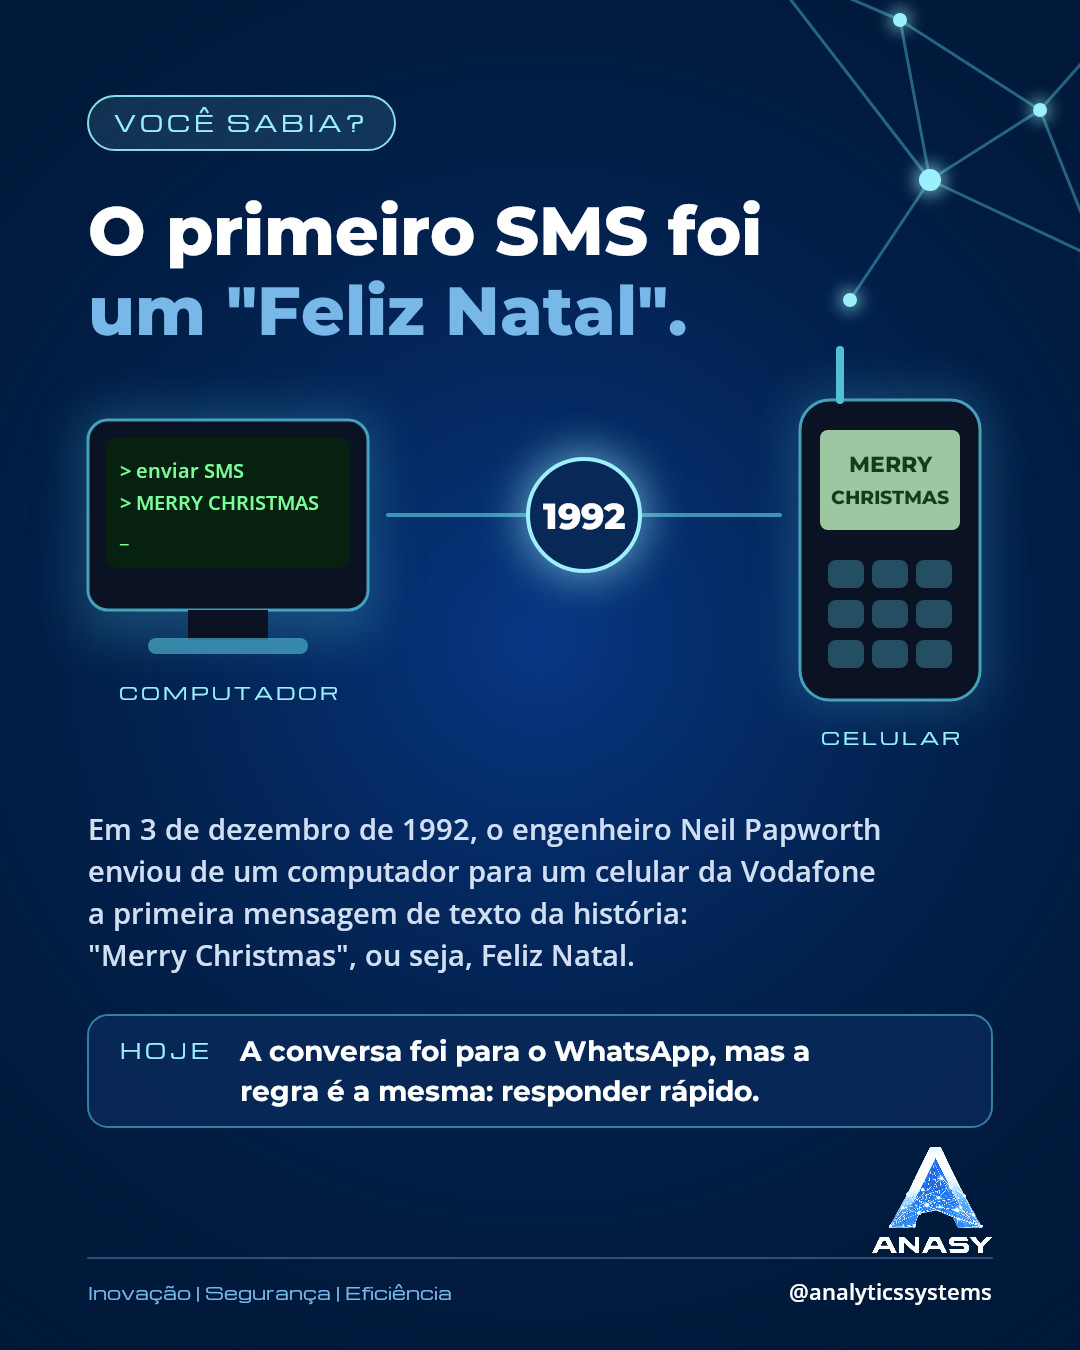 VOCÊ SABIA?
O primeiro SMS foi
um "Feliz Natal".
> enviar SMS
> MERRY CHRISTMAS
_
1992
MERRY
CHRISTMAS
COMPUTADOR
CELULAR
Em 3 de dezembro de 1992, o engenheiro Neil Papworth
enviou de um computador para um celular da Vodafone
a primeira mensagem de texto da história:
"Merry Christmas", ou seja, Feliz Natal.
HOJE
A conversa foi para o WhatsApp, mas a
regra é a mesma: responder rápido.
ANASY
Inovação | Segurança | Eficiência
@analyticssystems